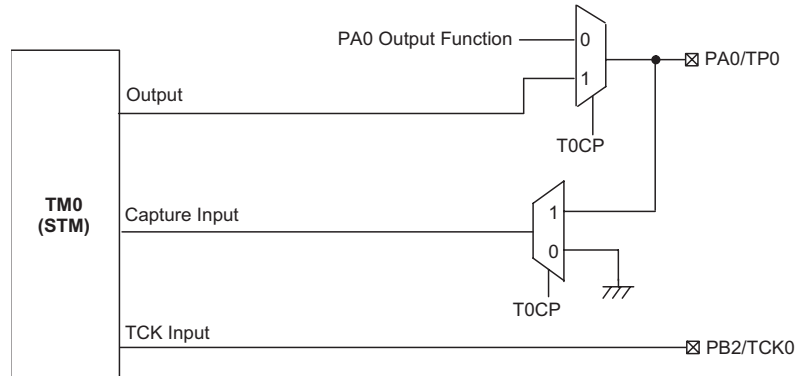 PA0 Output Function
0
PA0/TP0
1
Output
T0CP
TM0
(STM)
Capture Input
1
0
T0CP
TCK Input
PB2/TCK0